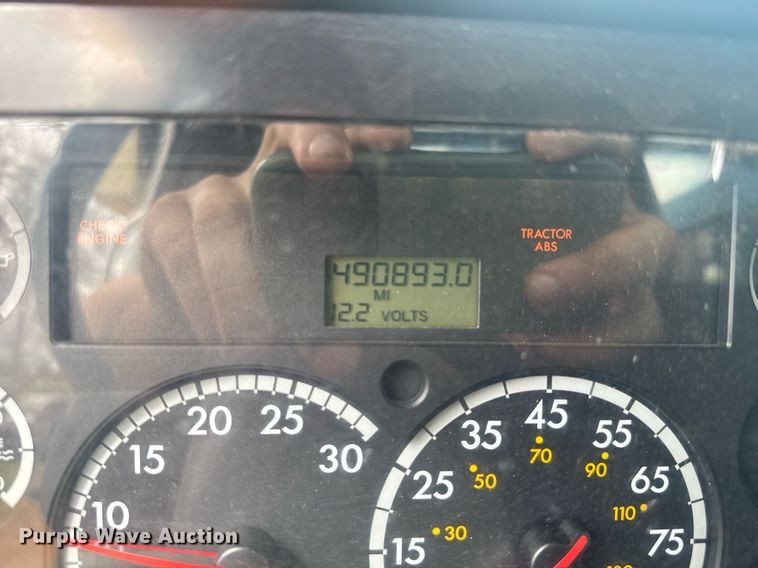 CHECK
ENGINE
TRACTOR
ABS
490893.0
MI
12.2 VOLTS
10 15 20 25 30
15 25 35 45 55 65 75
30 50 70 90 110
Purple Wave Auction